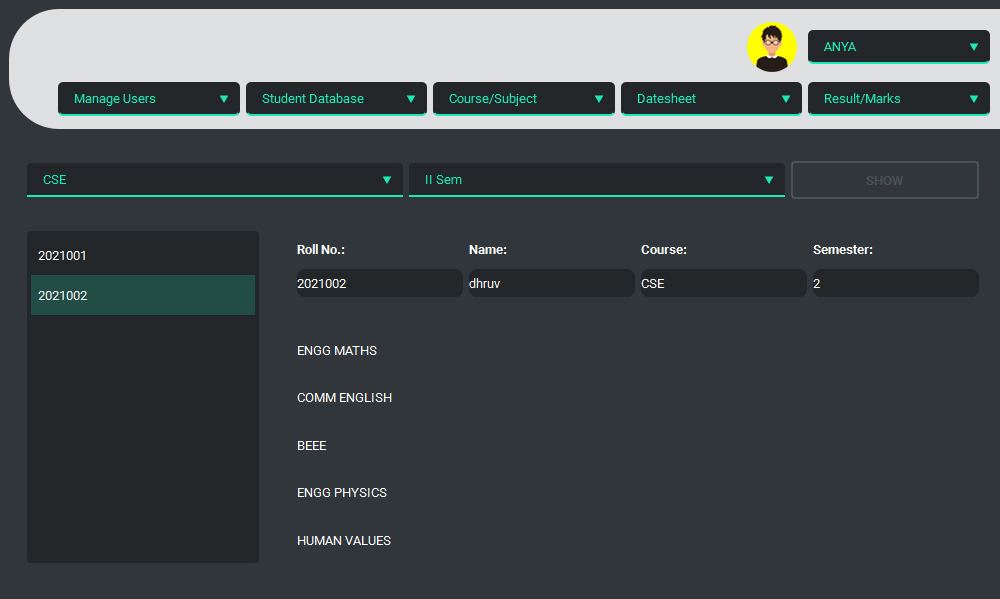 ANYA
Manage Users Student Database Course/Subject Datesheet Result/Marks
CSE II Sem SHOW
2021001
2021002
Roll No.: Name: Course: Semester:
2021002 dhruv CSE 2
ENGG MATHS
COMM ENGLISH
BEEE
ENGG PHYSICS
HUMAN VALUES